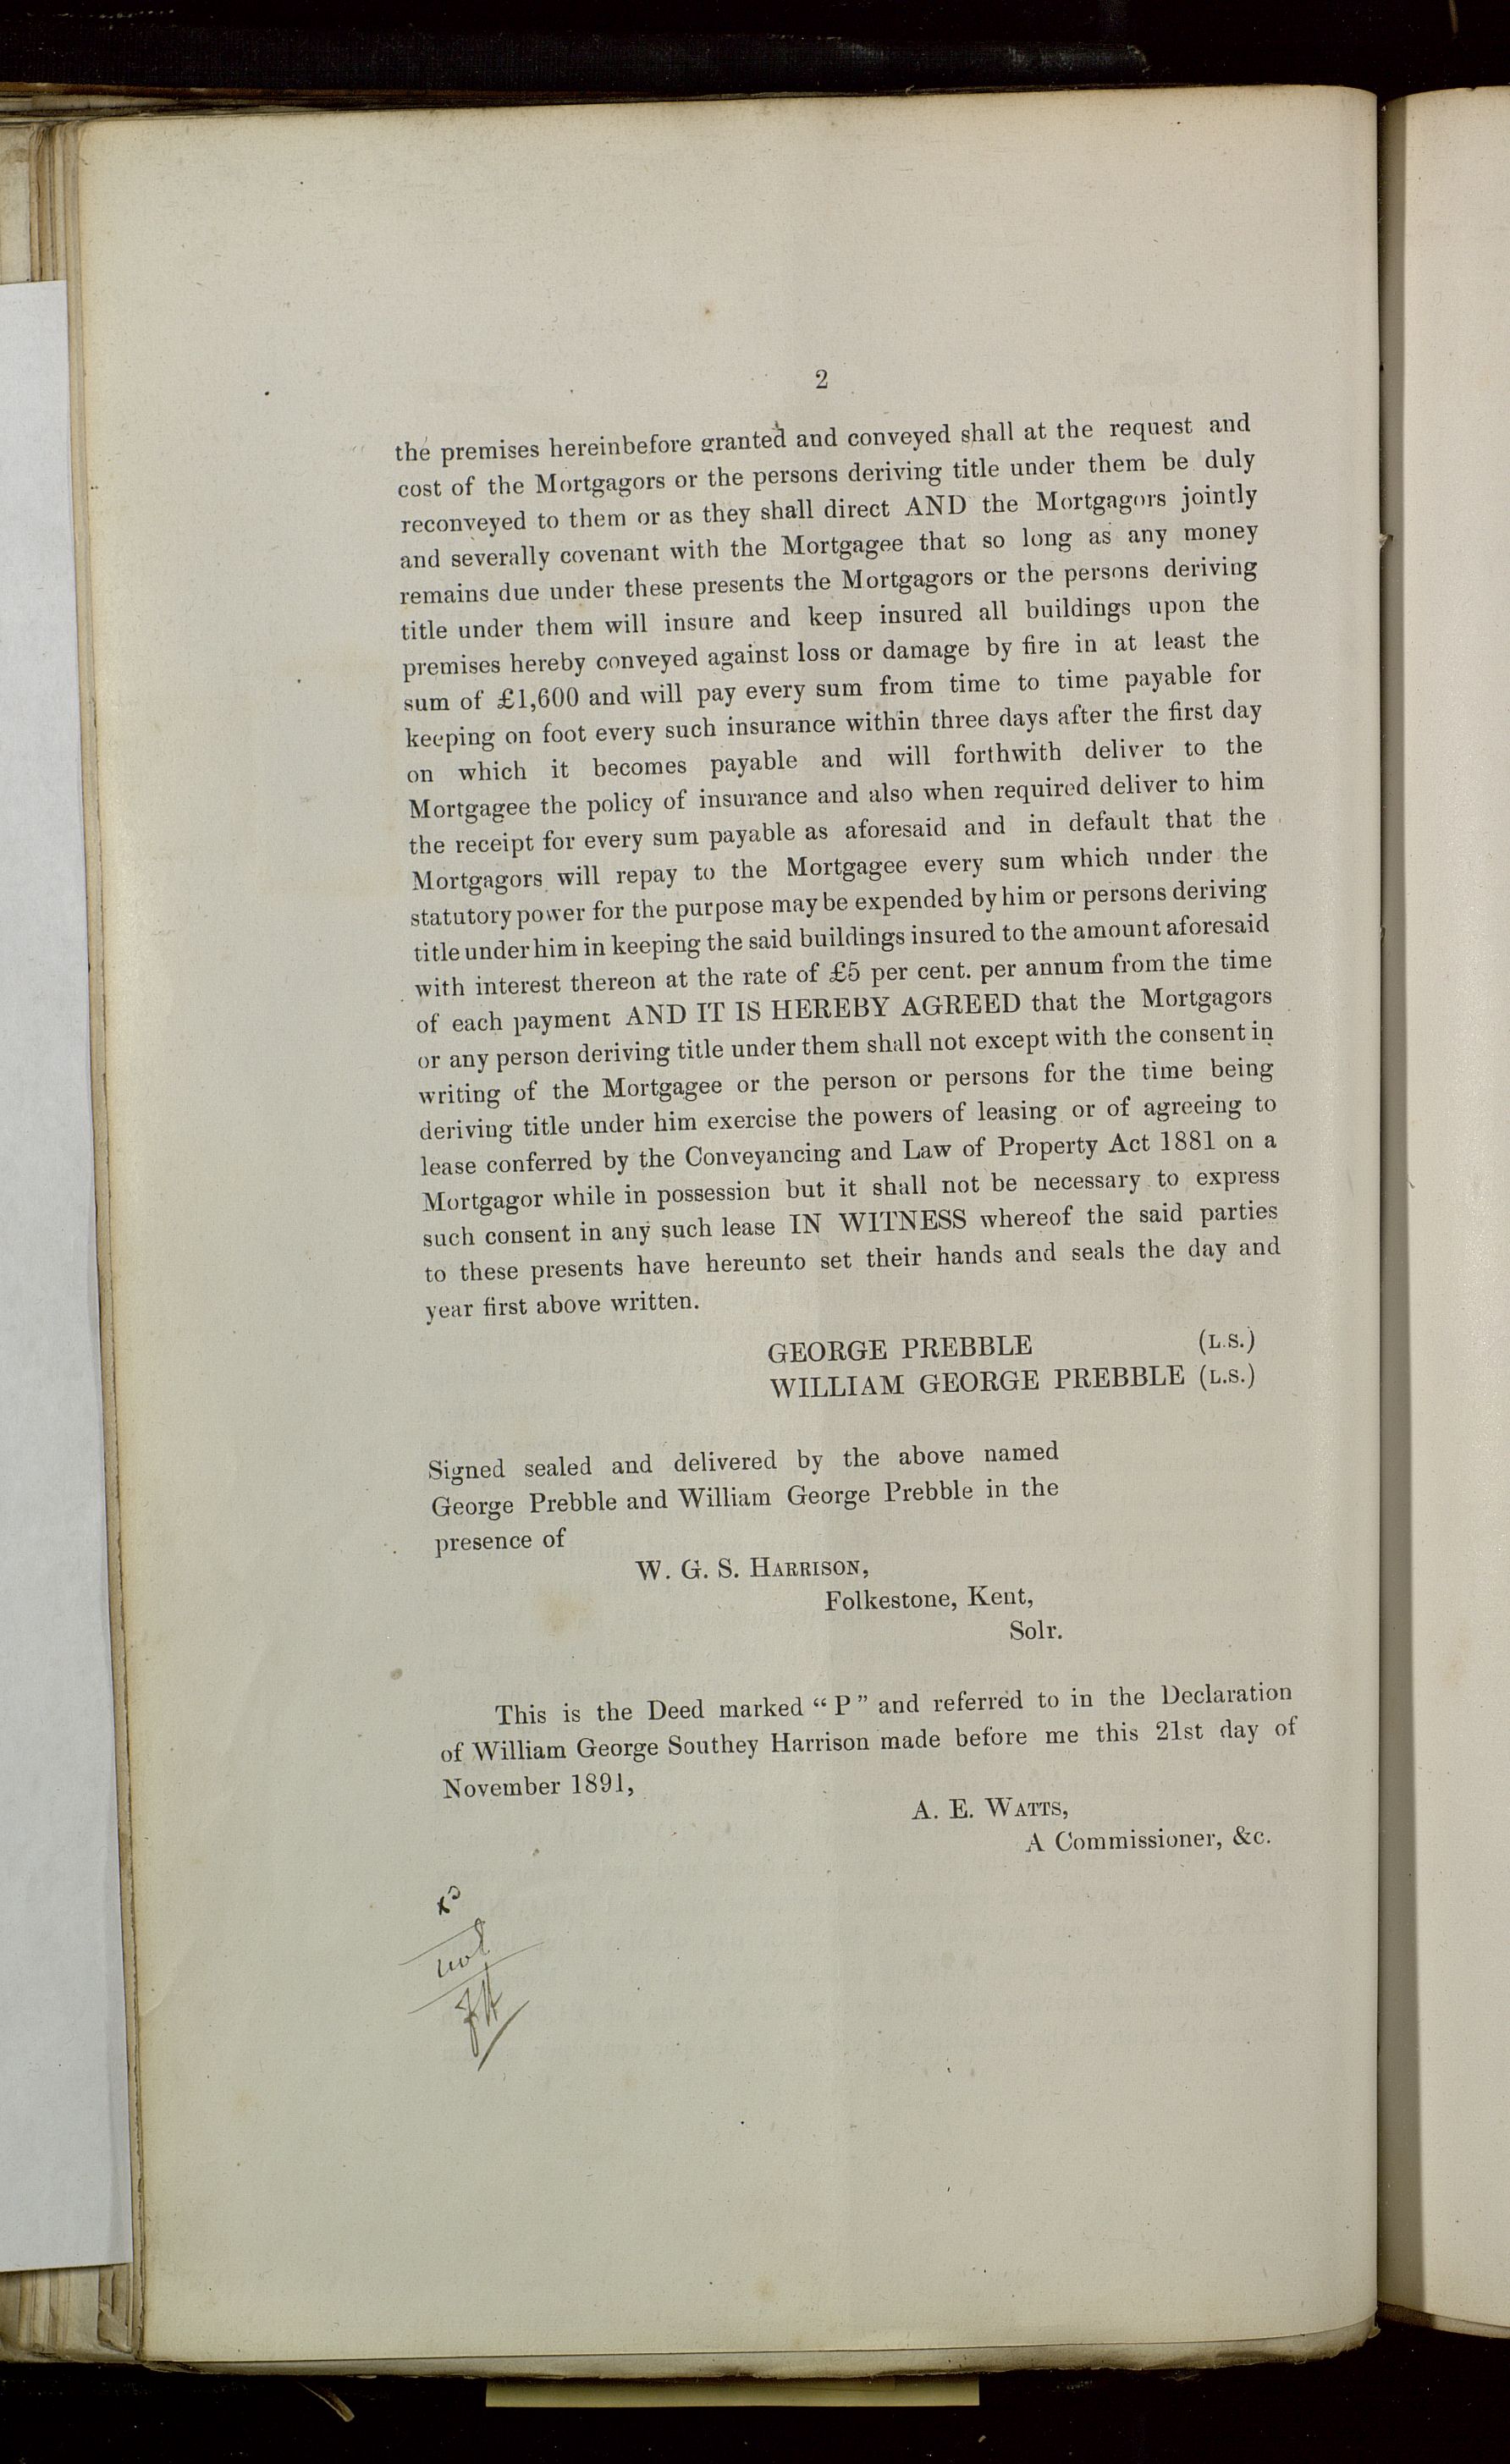 2
the premises hereinbefore granted and conveyed shall at the request and
cost of the Mortgagors or the persons deriving title under them be duly
reconveyed to them or as they shall direct AND the Mortgagors jointly
and severally covenant with the Mortgagee that so long as any money
remains due under these presents the Mortgagors or the persons deriving
title under them will insure and keep insured all buildings upon the
premises hereby conveyed against loss or damage by fire in at least the
sum of £1,600 and will pay every sum from time to time payable for
keeping on foot every such insurance within three days after the first day
on which it becomes payable and will forthwith deliver to the
Mortgagee the policy of insurance and also when required deliver to him
the receipt for every sum payable as aforesaid and in default that the
Mortgagors will repay to the Mortgagee every sum which under the
statutory power for the purpose may be expended by him or persons deriving
title under him in keeping the said buildings insured to the amount aforesaid
with interest thereon at the rate of £5 per cent. per annum from the time
of each payment AND IT IS HEREBY AGREED that the Mortgagors
or any person deriving title under them shall not except with the consent in
writing of the Mortgagee or the person or persons for the time being
deriving title under him exercise the powers of leasing or of agreeing to
lease conferred by the Conveyancing and Law of Property Act 1881 on a
Mortgagor while in possession but it shall not be necessary to express
such consent in any such lease IN WITNESS whereof the said parties
to these presents have hereunto set their hands and seals the day and
year first above written.
GEORGE PREBBLE (L.S.)
WILLIAM GEORGE PREBBLE (L.S.)
Signed sealed and delivered by the above named
George Prebble and William George Prebble in the
presence of
W. G. S. HARRISON,
Folkestone, Kent,
Solr.
This is the Deed marked "P" and referred to in the Declaration
of William George Southey Harrison made before me this 21st day of
November 1891,
A. E. WATTS,
A Commissioner, &c.